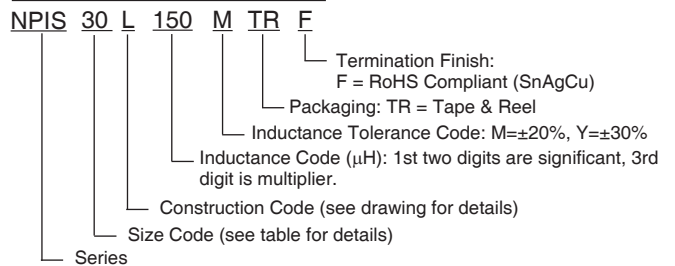 NPIS 30 L 150 M TR F
Termination Finish:
F = RoHS Compliant (SnAgCu)
Packaging: TR = Tape & Reel
Inductance Tolerance Code: M=±20%, Y=±30%
Inductance Code (μH): 1st two digits are significant, 3rd
digit is multiplier.
Construction Code (see drawing for details)
Size Code (see table for details)
Series